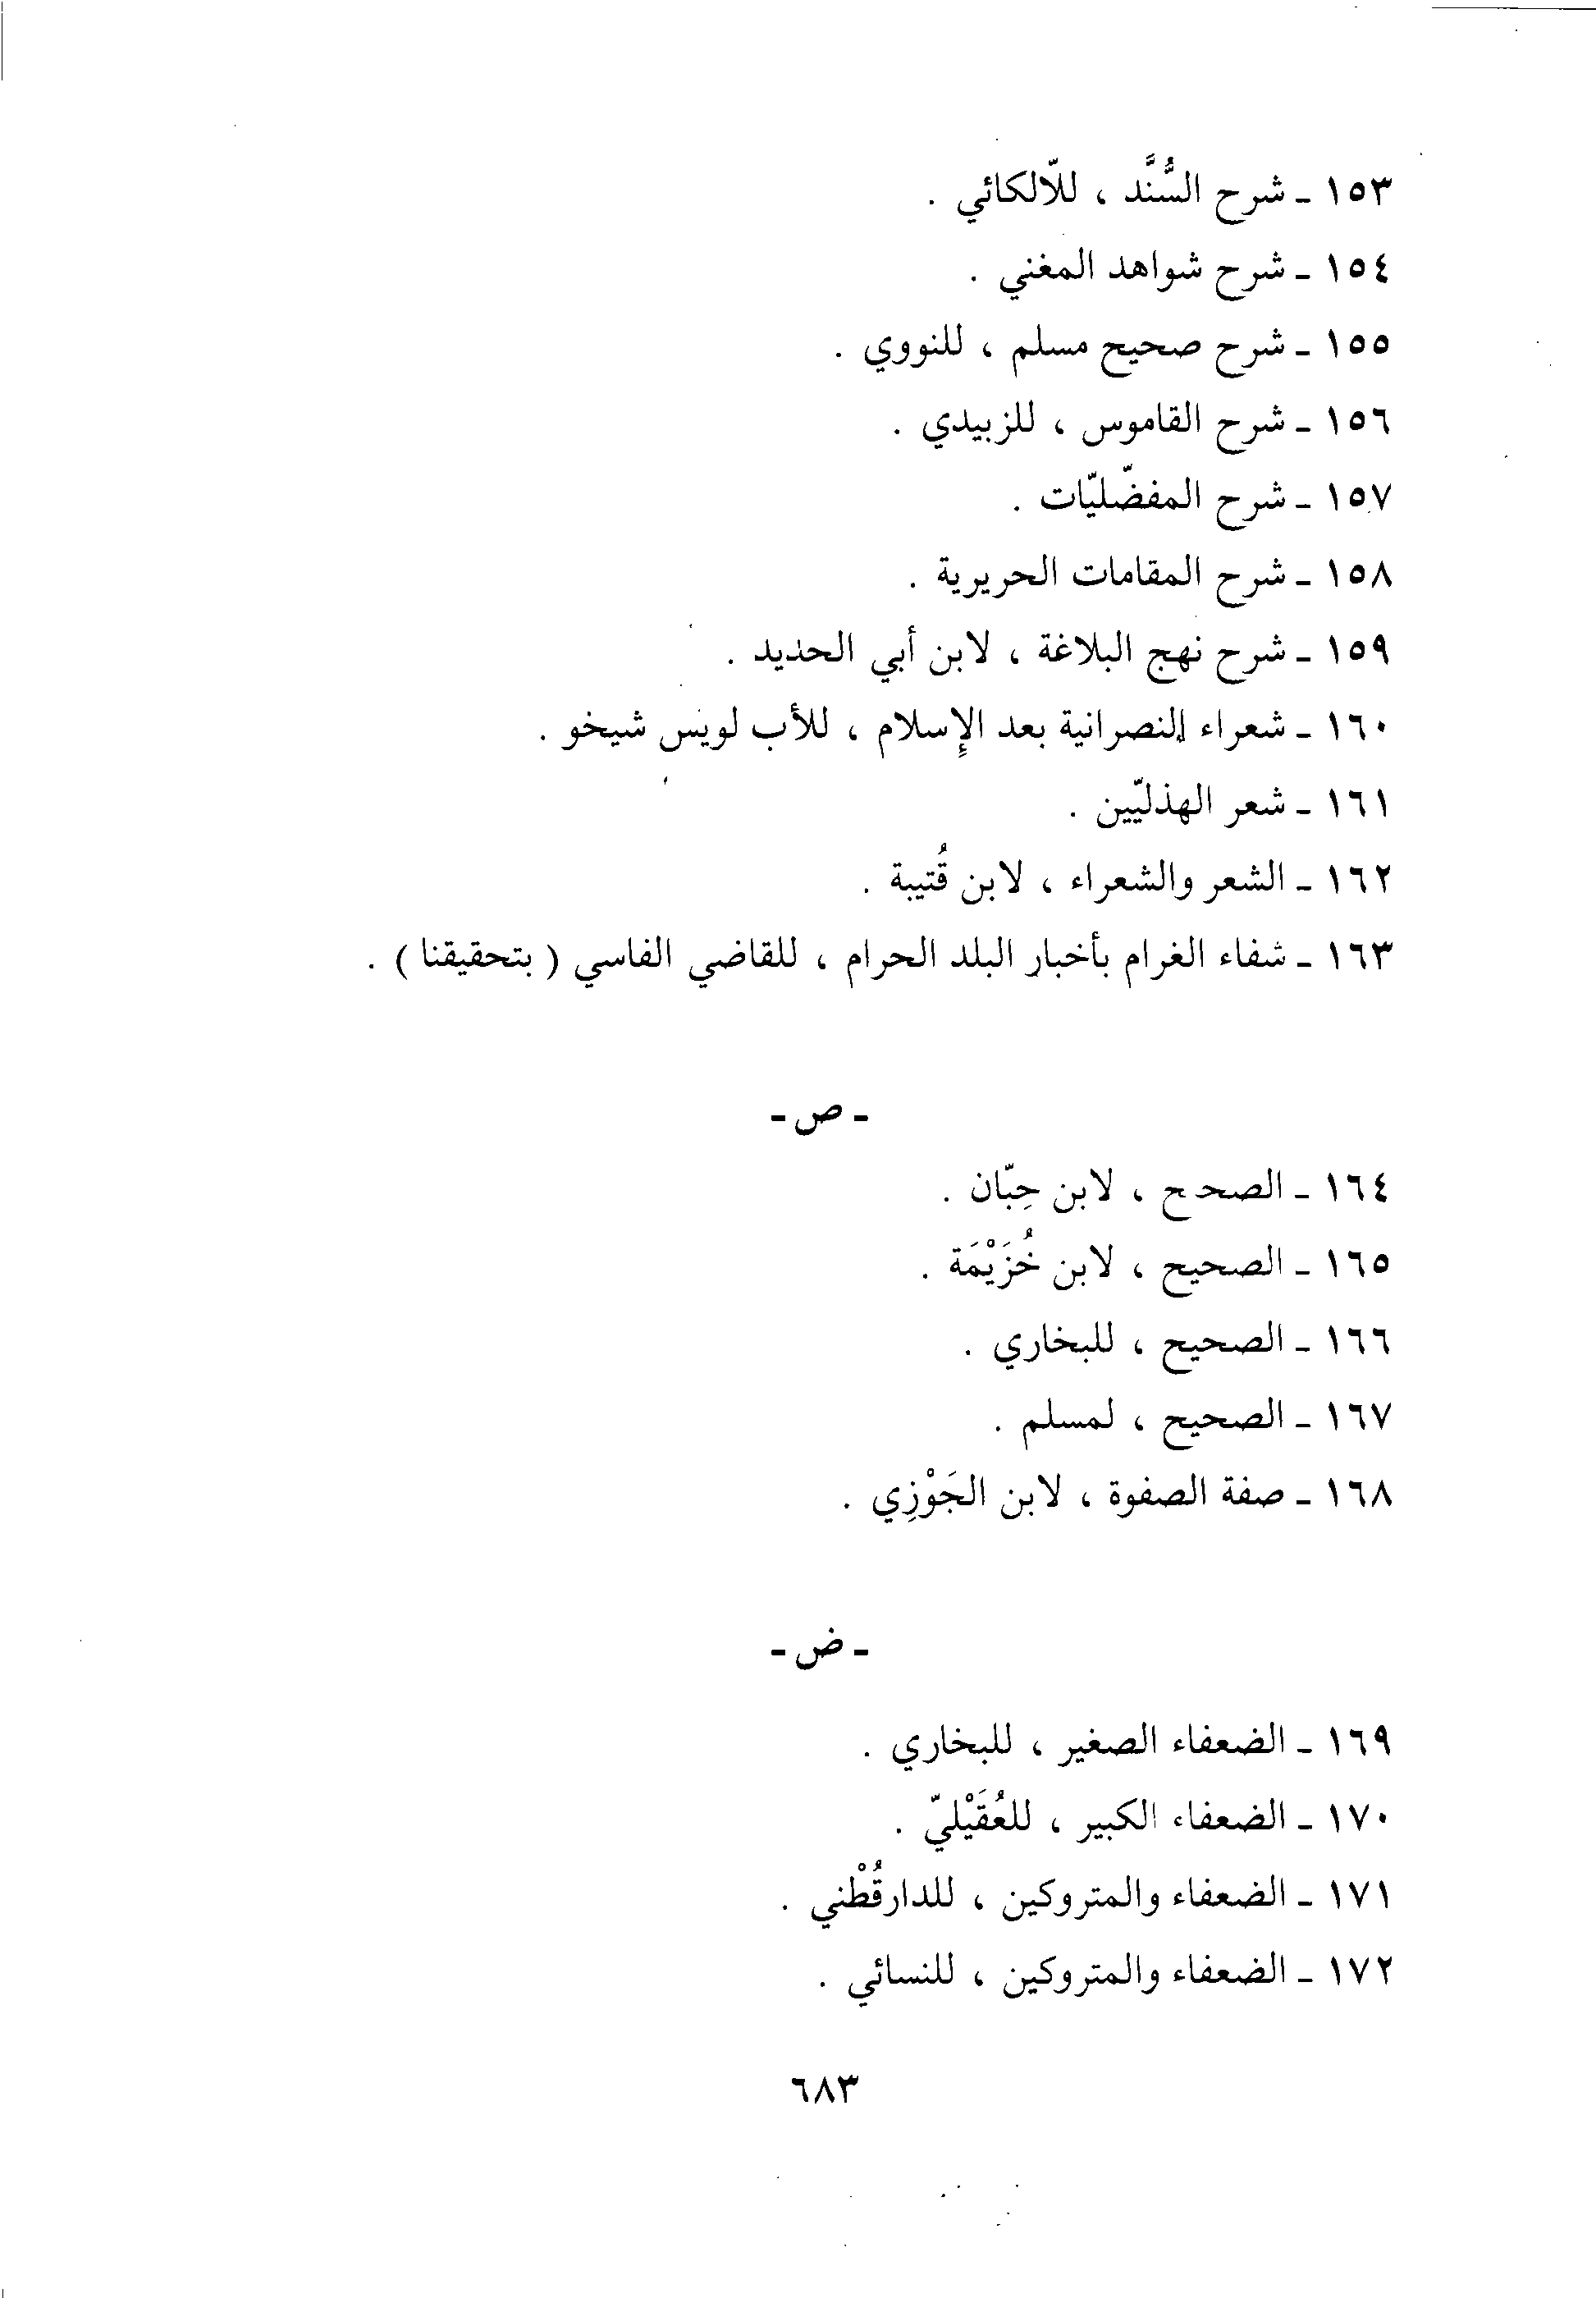 ١٥٣ ـ شرح السُّنَّد ، للّالكائي .
١٥٤ ـ شرح شواهد المغني .
١٥٥ ـ شرح صحيح مسلم ، للنووي .
١٥٦ ـ شرح القاموس ، للزبيدي .
١٥٧ ـ شرح المفضّليّات .
١٥٨ ـ شرح المقامات الحريرية .
١٥٩ ـ شرح نهج البلاغة ، لابن أبي الحديد .
١٦٠ ـ شعراء النصرانية بعد الإسلام ، للأب لويس شيخو .
١٦١ ـ شعر الهذليّين .
١٦٢ ـ الشعر والشعراء ، لابن قُتيبة .
١٦٣ ـ شفاء الغرام بأخبار البلد الحرام ، للقاضي الفاسي ( بتحقيقنا ) .
ـ ص ـ
١٦٤ ـ الصحح ، لابن حِبّان .
١٦٥ ـ الصحيح ، لابن خُزَيْمَة .
١٦٦ ـ الصحيح ، للبخاري .
١٦٧ ـ الصحيح ، لمسلم .
١٦٨ ـ صفة الصفوة ، لابن الجَوْزِي .
ـ ض ـ
١٦٩ ـ الضعفاء الصغير ، للبخاري .
١٧٠ ـ الضعفاء الكبير ، للعُقَيْليّ .
١٧١ ـ الضعفاء والمتروكين ، للدارقُطْني .
١٧٢ ـ الضعفاء والمتروكين ، للنسائي .
٦٨٣